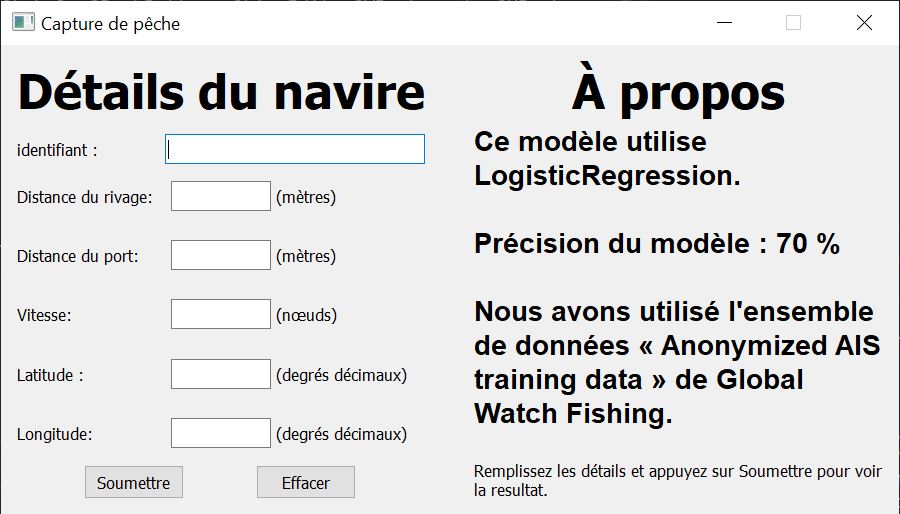 Capture de pêche
Détails du navire
identifiant :
Distance du rivage:
(mètres)
Distance du port:
(mètres)
Vitesse:
(nœuds)
Latitude :
(degrés décimaux)
Longitude:
(degrés décimaux)
Soumettre
Effacer
À propos
Ce modèle utilise
LogisticRegression.
Précision du modèle : 70 %
Nous avons utilisé l'ensemble
de données « Anonymized AIS
training data » de Global
Watch Fishing.
Remplissez les détails et appuyez sur Soumettre pour voir
la resultat.